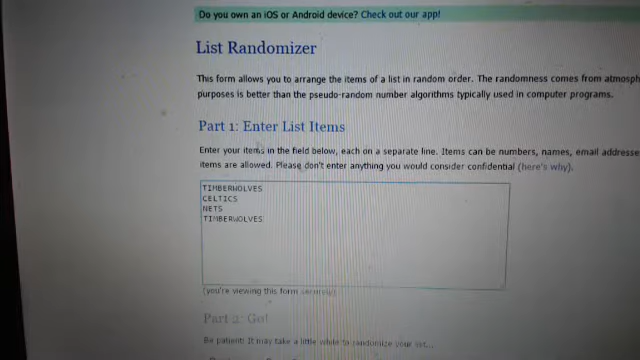 Do you own an iOS or Android device? Check out our app!
List Randomizer
This form allows you to arrange the items of a list in random order. The randomness comes from atmosph
purposes is better than the pseudo-random number algorithms typically used in computer programs.
Part 1: Enter List Items
Enter your items in the field below, each on a separate line. Items can be numbers, names, email addresse
items are allowed. Please don't enter anything you would consider confidential (here's why).
TIMBERWOLVES
CELTICS
NETS
TIMBERWOLVES
(you're viewing this form securely)
Part 2: Go!
Be patient! It may take a little while to randomize your list...